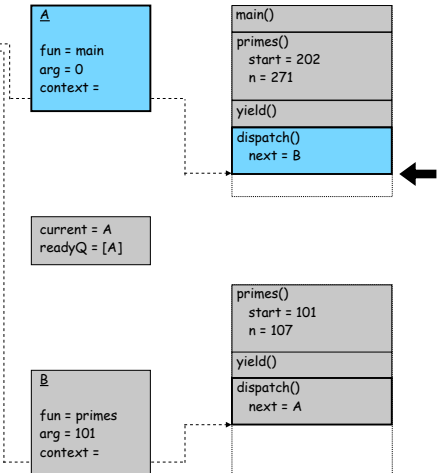 A
fun = main
arg = 0
context =
main()
primes()
start = 202
n = 271
yield()
dispatch()
next = B
current = A
readyQ = [A]
primes()
start = 101
n = 107
yield()
dispatch()
next = A
B
fun = primes
arg = 101
context =